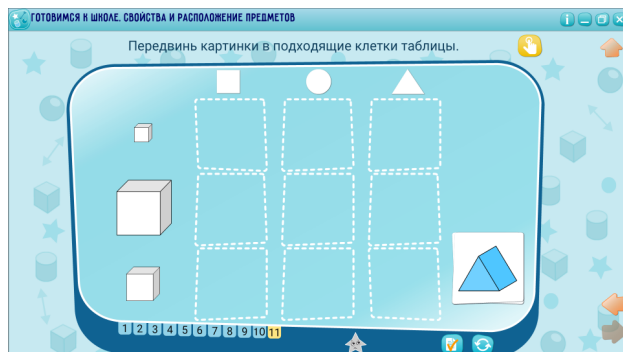 ГОТОВИМСЯ К ШКОЛЕ. СВОЙСТВА И РАСПОЛОЖЕНИЕ ПРЕДМЕТОВ
Передвинь картинки в подходящие клетки таблицы.
1 2 3 4 5 6 7 8 9 10 11